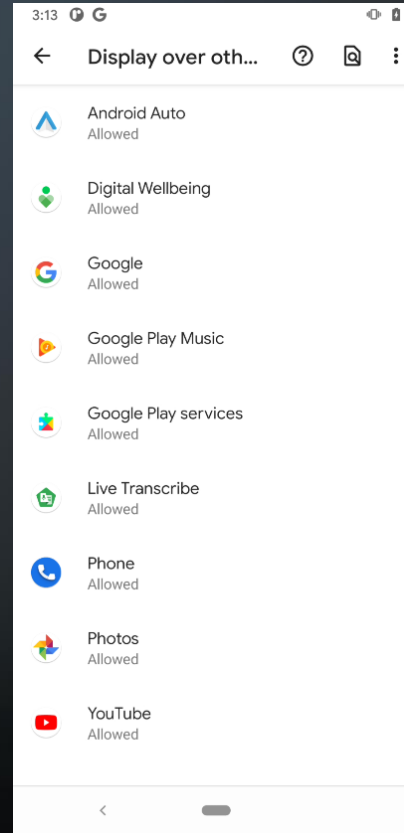 3:13
Display over oth...
Android Auto
Allowed
Digital Wellbeing
Allowed
Google
Allowed
Google Play Music
Allowed
Google Play services
Allowed
Live Transcribe
Allowed
Phone
Allowed
Photos
Allowed
YouTube
Allowed